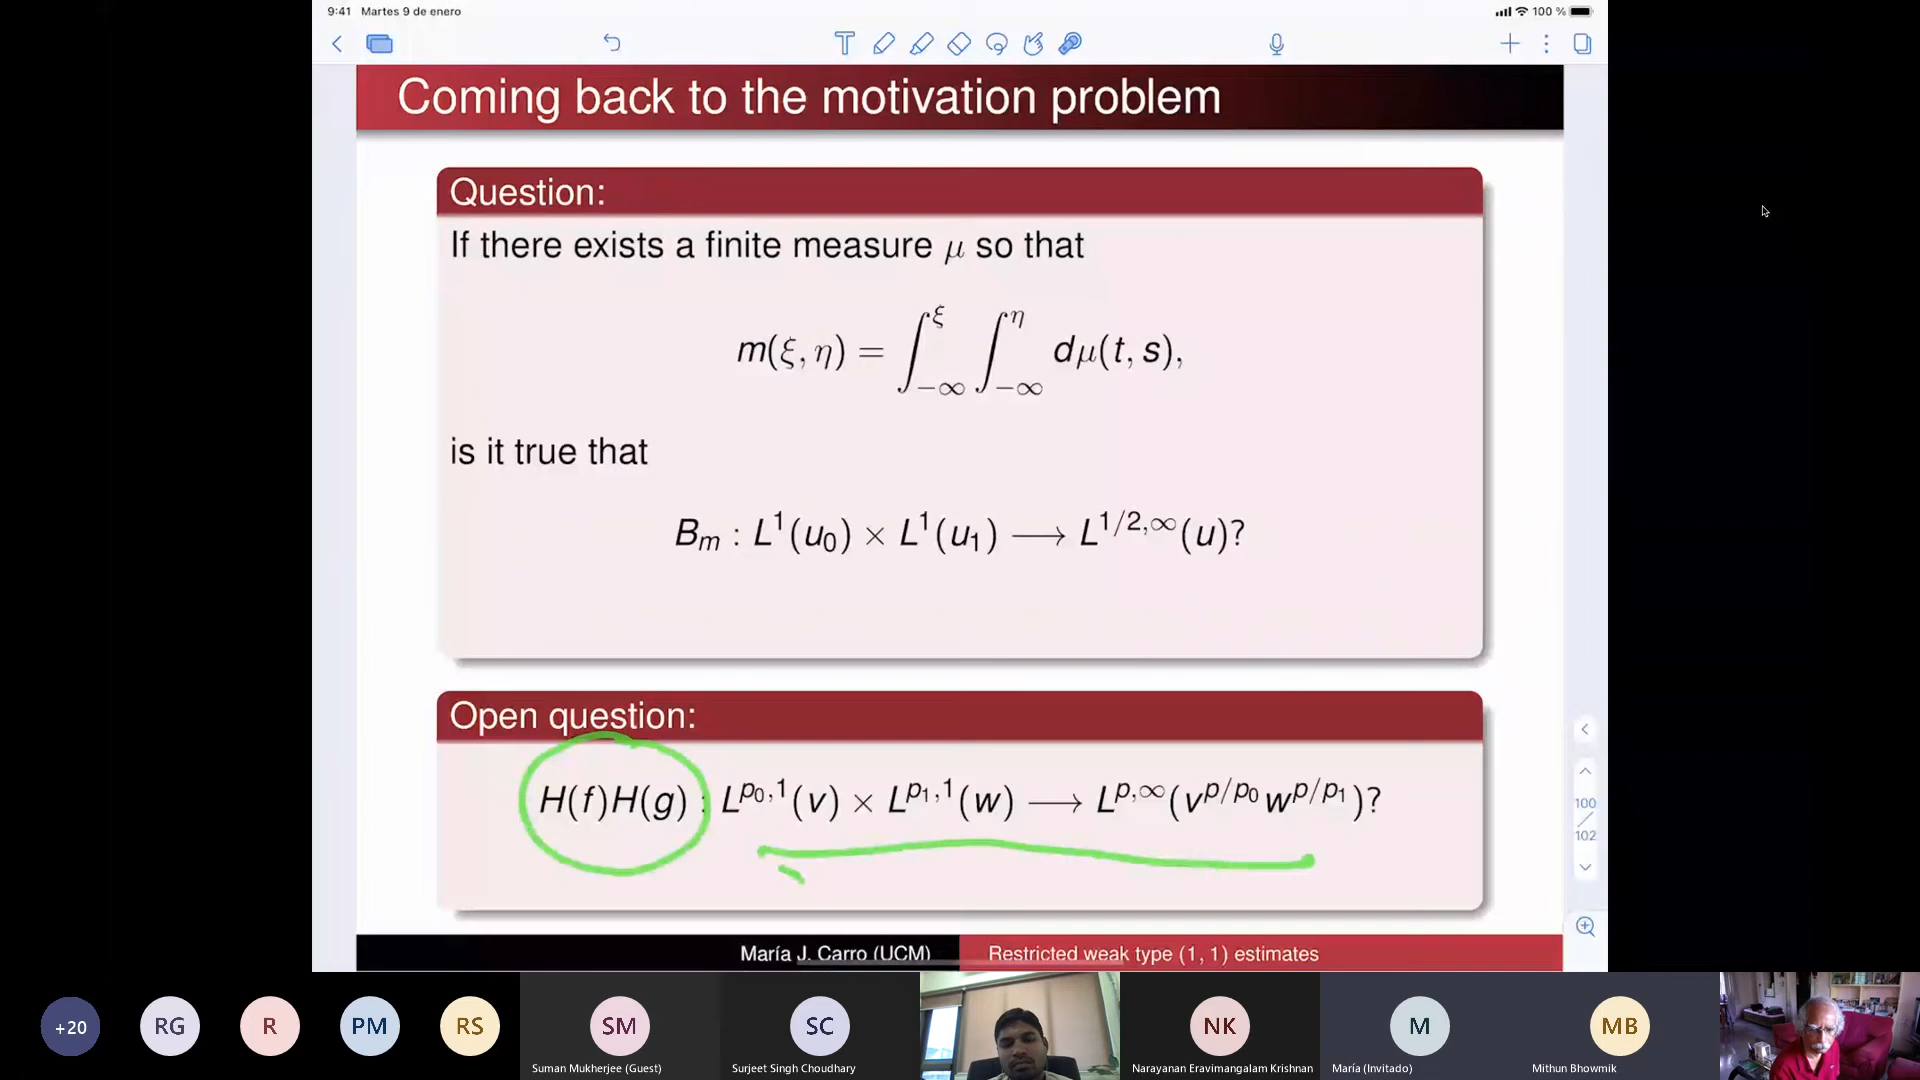 9:41 Martes 9 de enero
100 %
Coming back to the motivation problem
Question:
If there exists a finite measure μ so that
m(ξ, η) = ∫_{−∞}^{ξ} ∫_{−∞}^{η} dμ(t, s),
is it true that
B_m : L^1(u_0) × L^1(u_1) ⟶ L^{1/2,∞}(u)?
Open question:
H(f)H(g) : L^{p_0,1}(v) × L^{p_1,1}(w) ⟶ L^{p,∞}(v^{p/p_0} w^{p/p_1})?
100
/
102
María J. Carro (UCM) Restricted weak type (1, 1) estimates
+20 RG R PM RS SM SC NK M MB
Suman Mukherjee (Guest) Surjeet Singh Choudhary Narayanan Eravimangalam Krishnan María (Invitado) Mithun Bhowmik